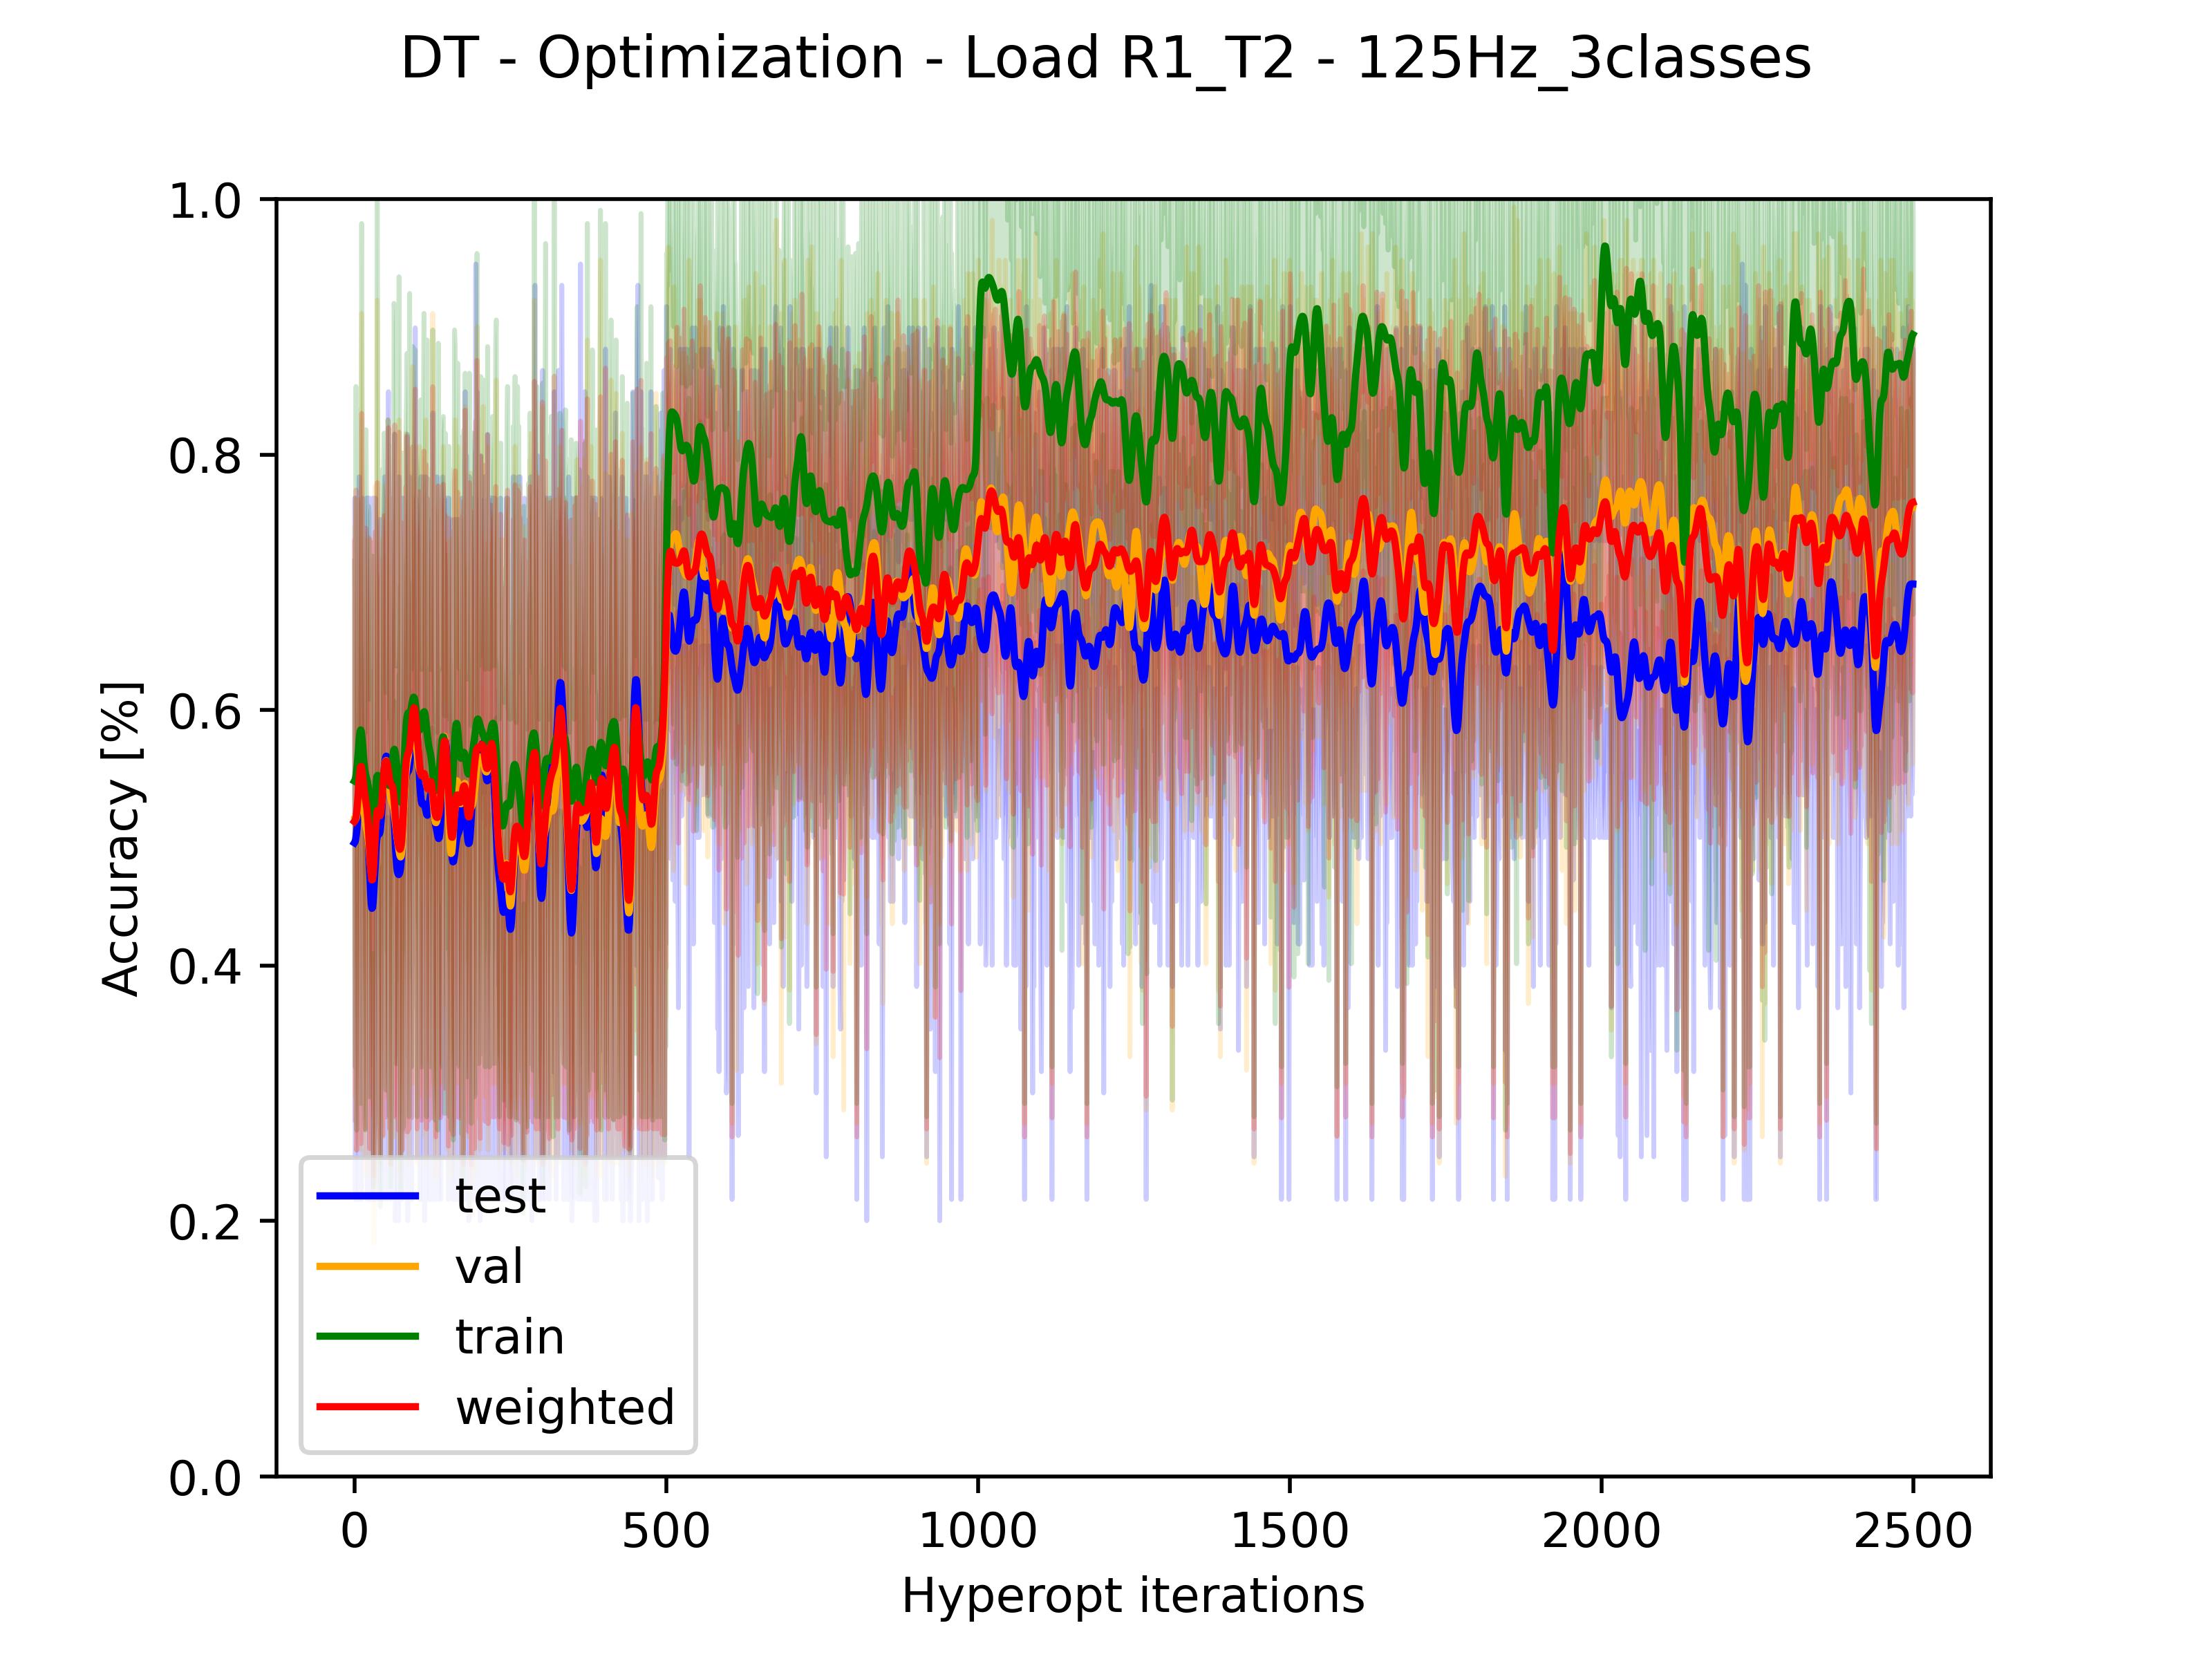 DT - Optimization - Load R1_T2 - 125Hz_3classes
1.0
0.8
0.6
0.4
0.2
0.0
Accuracy [%]
test
val
train
weighted
0 500 1000 1500 2000 2500
Hyperopt iterations